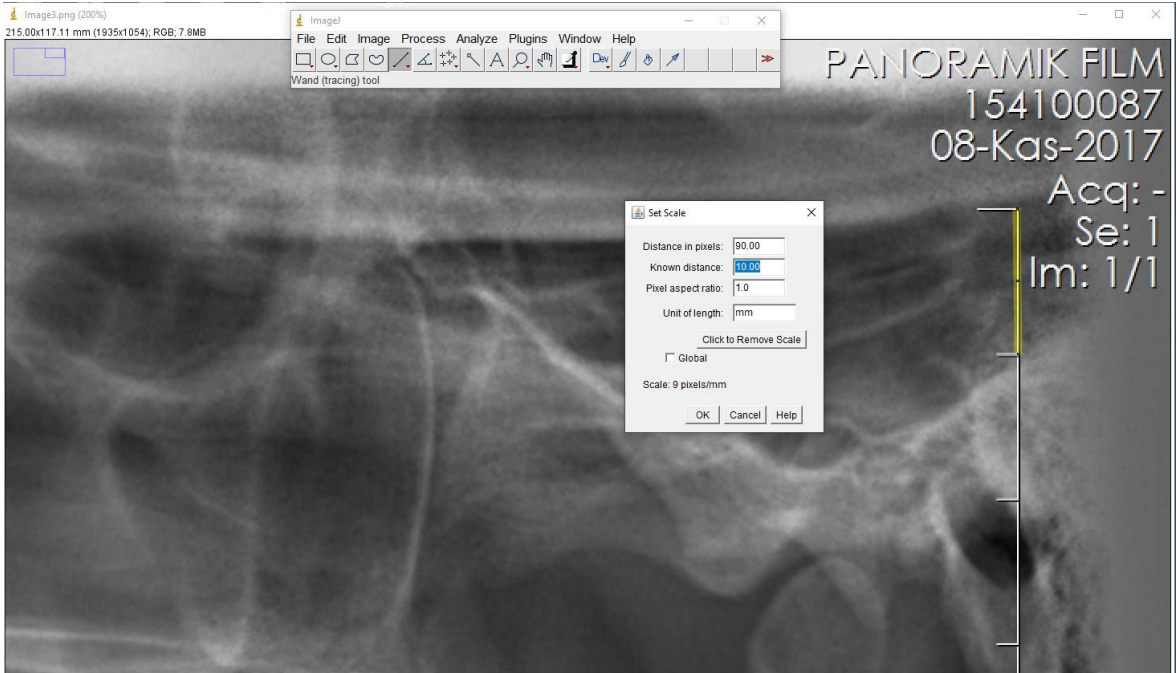 Image3.png (200%)
215.00x117.11 mm (1935x1054); RGB; 7.8MB
ImageJ
File Edit Image Process Analyze Plugins Window Help
Dev
Wand (tracing) tool
PANORAMIK FILM
154100087
08-Kas-2017
Acq: -
Se: 1
Im: 1/1
Set Scale
Distance in pixels: 90.00
Known distance: 10.00
Pixel aspect ratio: 1.0
Unit of length: mm
Click to Remove Scale
Global
Scale: 9 pixels/mm
OK Cancel Help